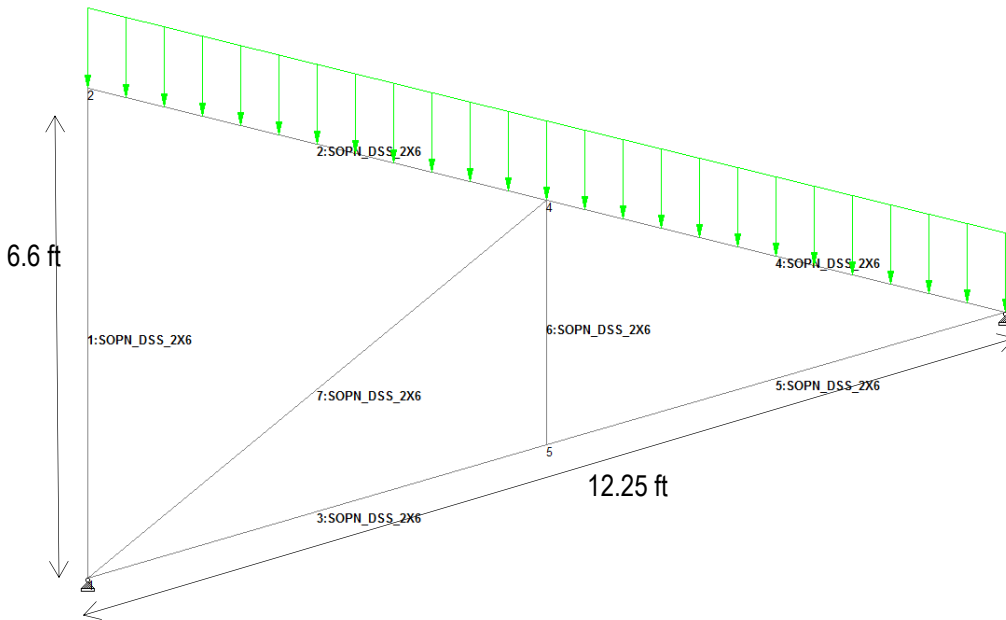 2
2:SOPN_DSS_2X6
4
6.6 ft
4:SOPN_DSS_2X6
1:SOPN_DSS_2X6
6:SOPN_DSS_2X6
7:SOPN_DSS_2X6
5:SOPN_DSS_2X6
5
12.25 ft
3:SOPN_DSS_2X6